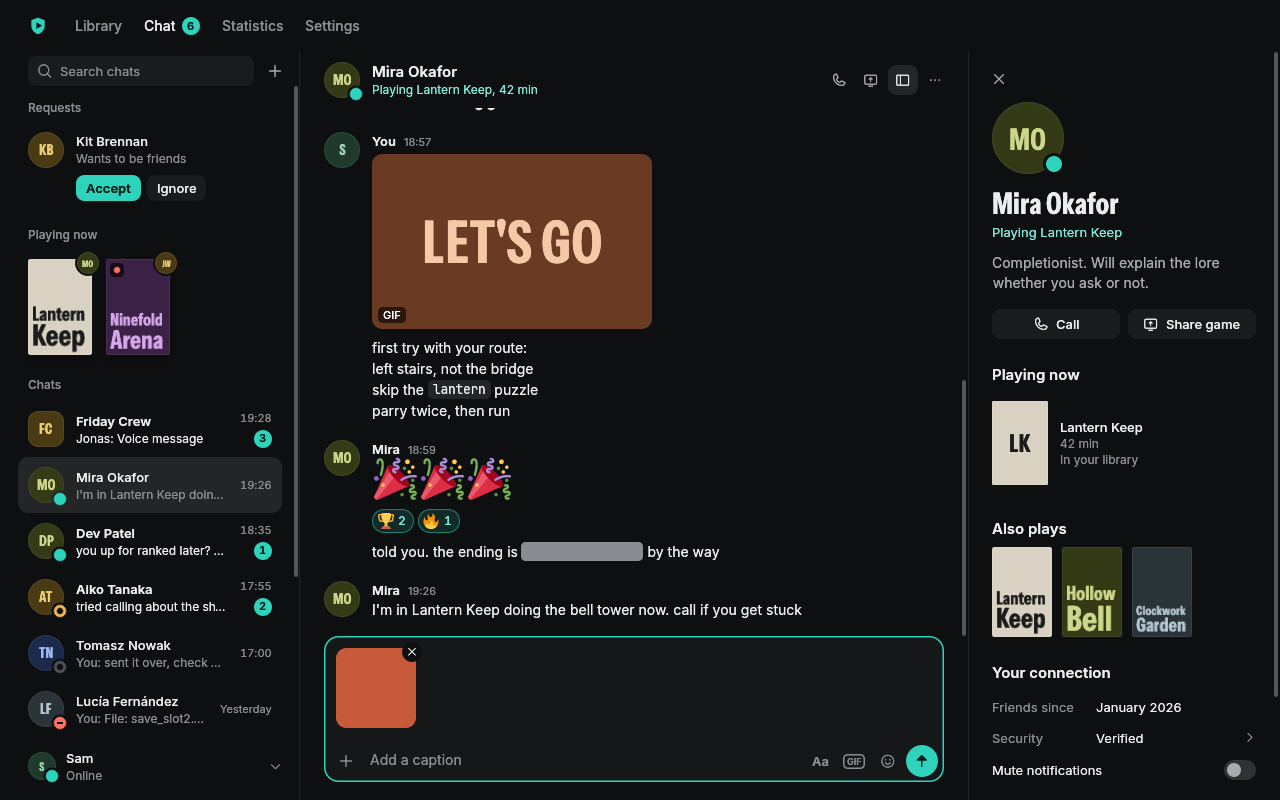 Library
Chat 6
Statistics
Settings
Search chats
Requests
KB
Kit Brennan
Wants to be friends
Accept
Ignore
Playing now
MO
Lantern
Keep
JW
Ninefold
Arena
Chats
FC
Friday Crew
19:28
Jonas: Voice message
3
MO
Mira Okafor
19:26
I'm in Lantern Keep doin...
DP
Dev Patel
18:35
you up for ranked later? ...
1
AT
Aiko Tanaka
17:55
tried calling about the sh...
2
TN
Tomasz Nowak
17:00
You: sent it over, check ...
LF
Lucía Fernández
Yesterday
You: File: save_slot2....
S
Sam
Online
MO
Mira Okafor
Playing Lantern Keep, 42 min
S
You 18:57
LET'S GO
GIF
first try with your route:
left stairs, not the bridge
skip the lantern puzzle
parry twice, then run
MO
Mira 18:59
2
1
told you. the ending is by the way
MO
Mira 19:26
I'm in Lantern Keep doing the bell tower now. call if you get stuck
Add a caption
Aa
GIF
MO
Mira Okafor
Playing Lantern Keep
Completionist. Will explain the lore
whether you ask or not.
Call
Share game
Playing now
LK
Lantern Keep
42 min
In your library
Also plays
Lantern
Keep
Hollow
Bell
Clockwork
Garden
Your connection
Friends since January 2026
Security Verified
Mute notifications